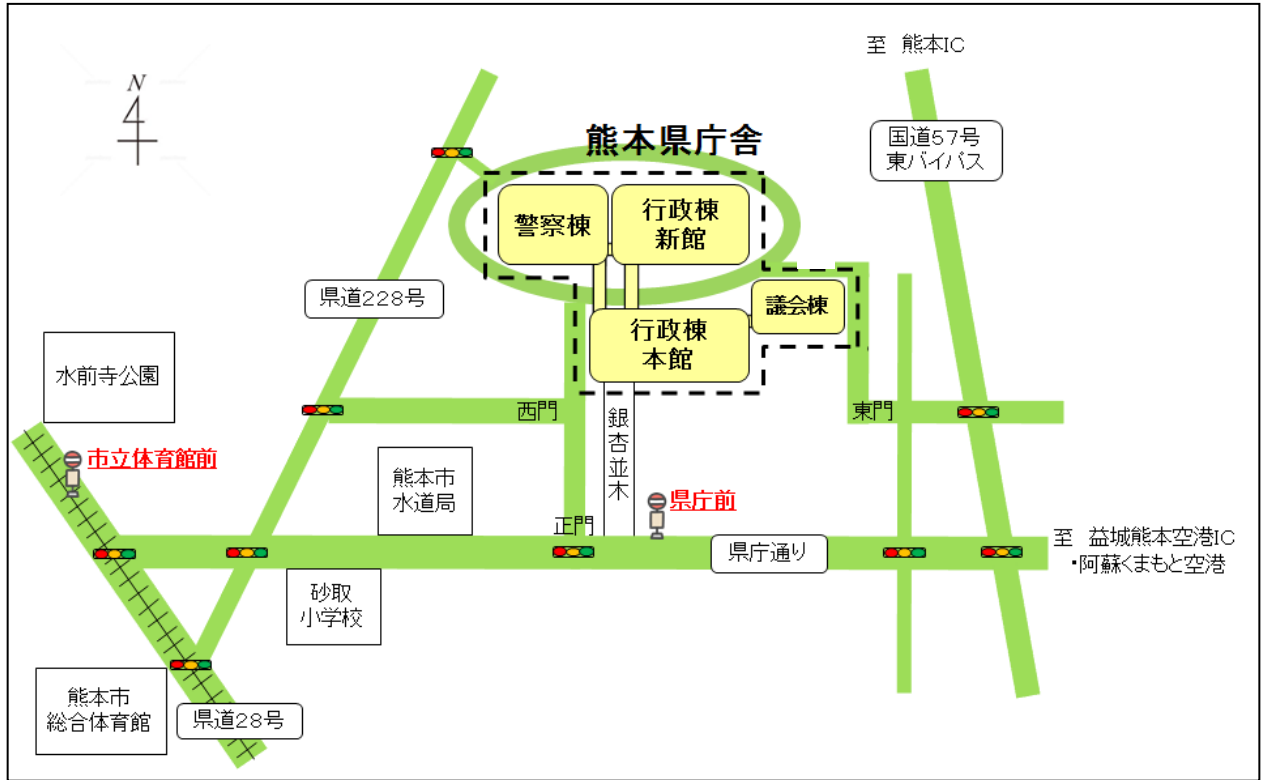 至 熊本IC
N
熊本県庁舎
国道57号
東バイパス
警察棟
行政棟
新館
県道228号
議会棟
行政棟
本館
水前寺公園
西門
東門
銀杏並木
市立体育館前
熊本市
水道局
県庁前
正門
県庁通り
至 益城熊本空港IC
・阿蘇くまもと空港
砂取
小学校
熊本市
総合体育館
県道28号